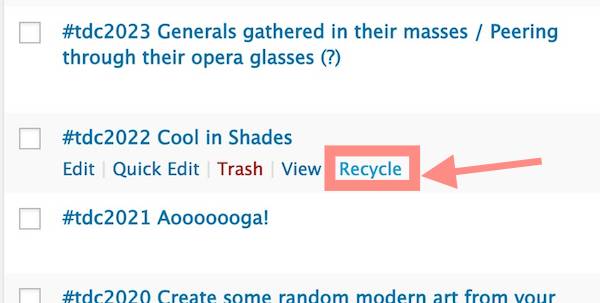 #tdc2023 Generals gathered in their masses / Peering
through their opera glasses (?)
#tdc2022 Cool in Shades
Edit | Quick Edit | Trash | View | Recycle
#tdc2021 Aooooooga!
#tdc2020 Create some random modern art from your